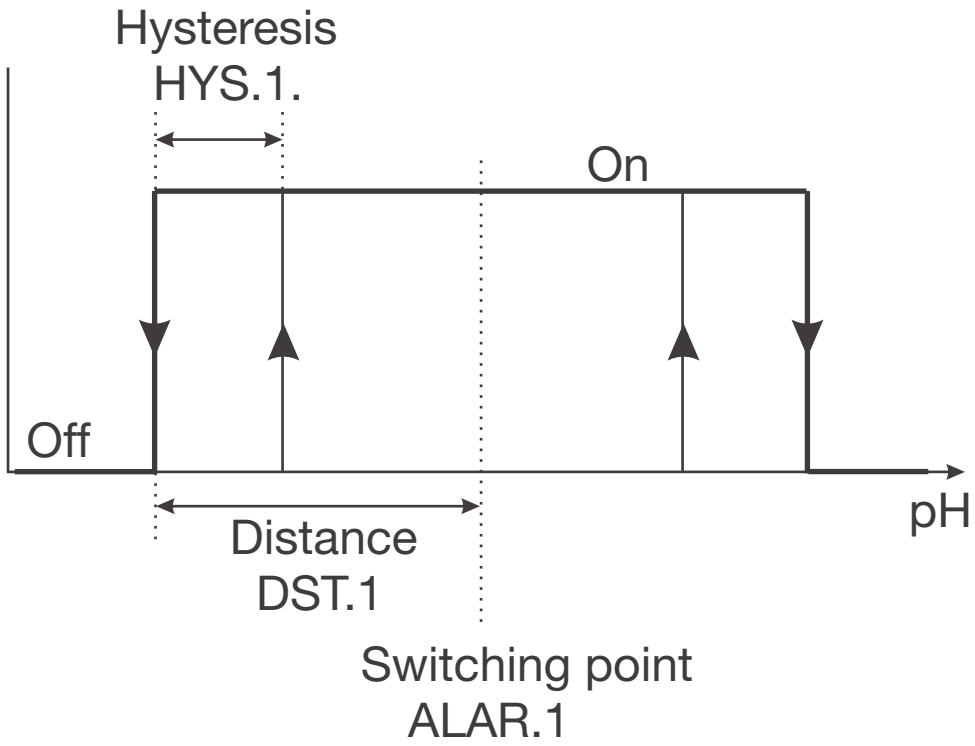 Hysteresis
HYS.1.
On
Off
pH
Distance
DST.1
Switching point
ALAR.1